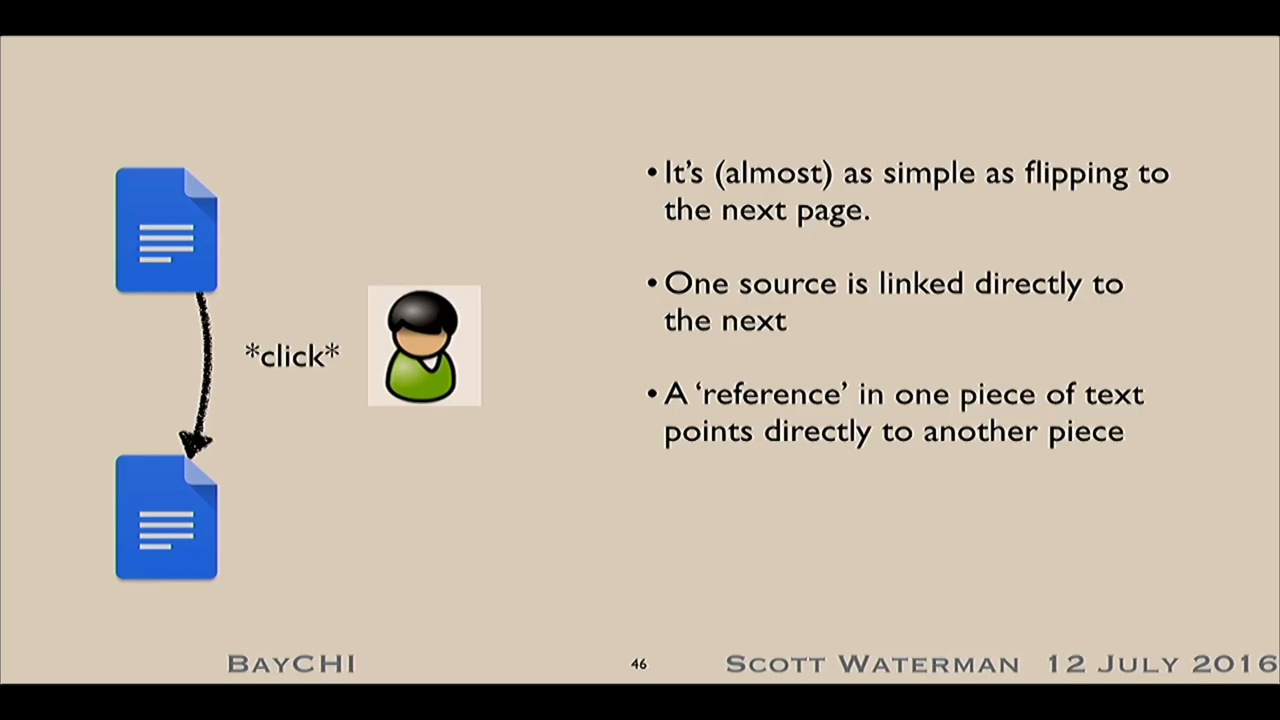 • It's (almost) as simple as flipping to
the next page.
• One source is linked directly to
the next
*click*
• A ‘reference’ in one piece of text
points directly to another piece
BAYCHI
46
SCOTT WATERMAN 12 JULY 2016